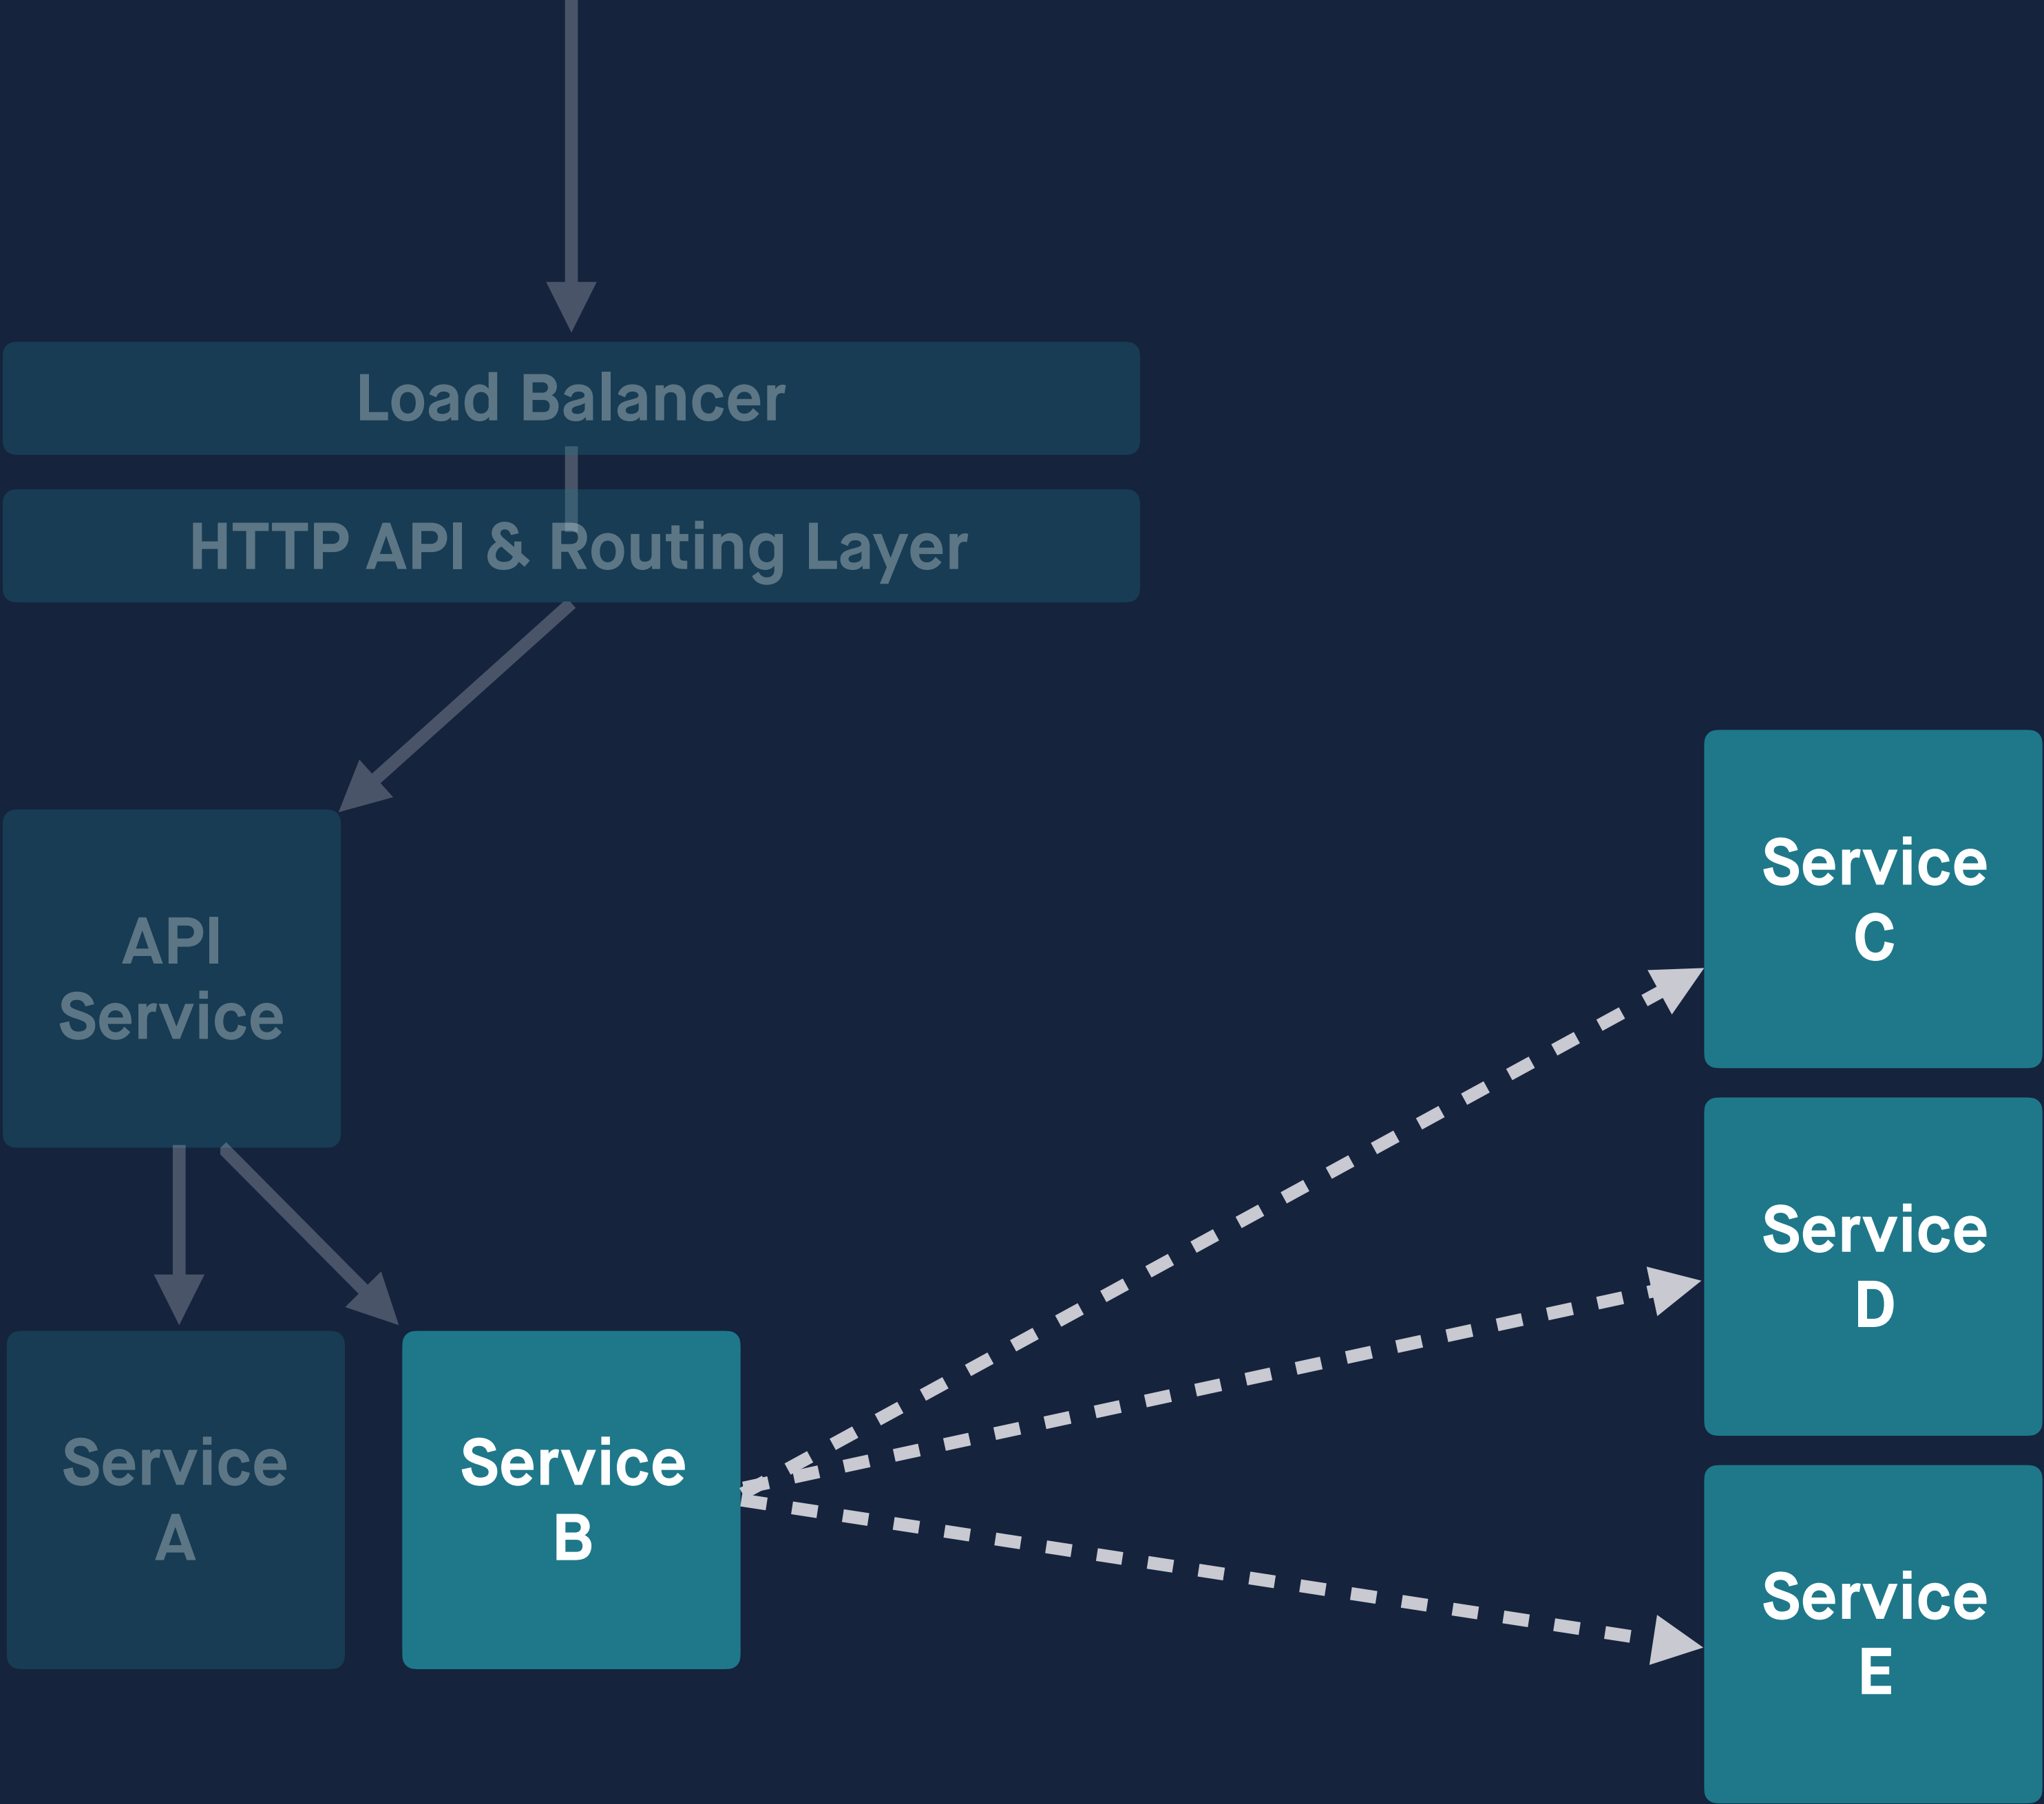 Load Balancer
HTTP API & Routing Layer
API
Service
Service
A
Service
B
Service
C
Service
D
Service
E